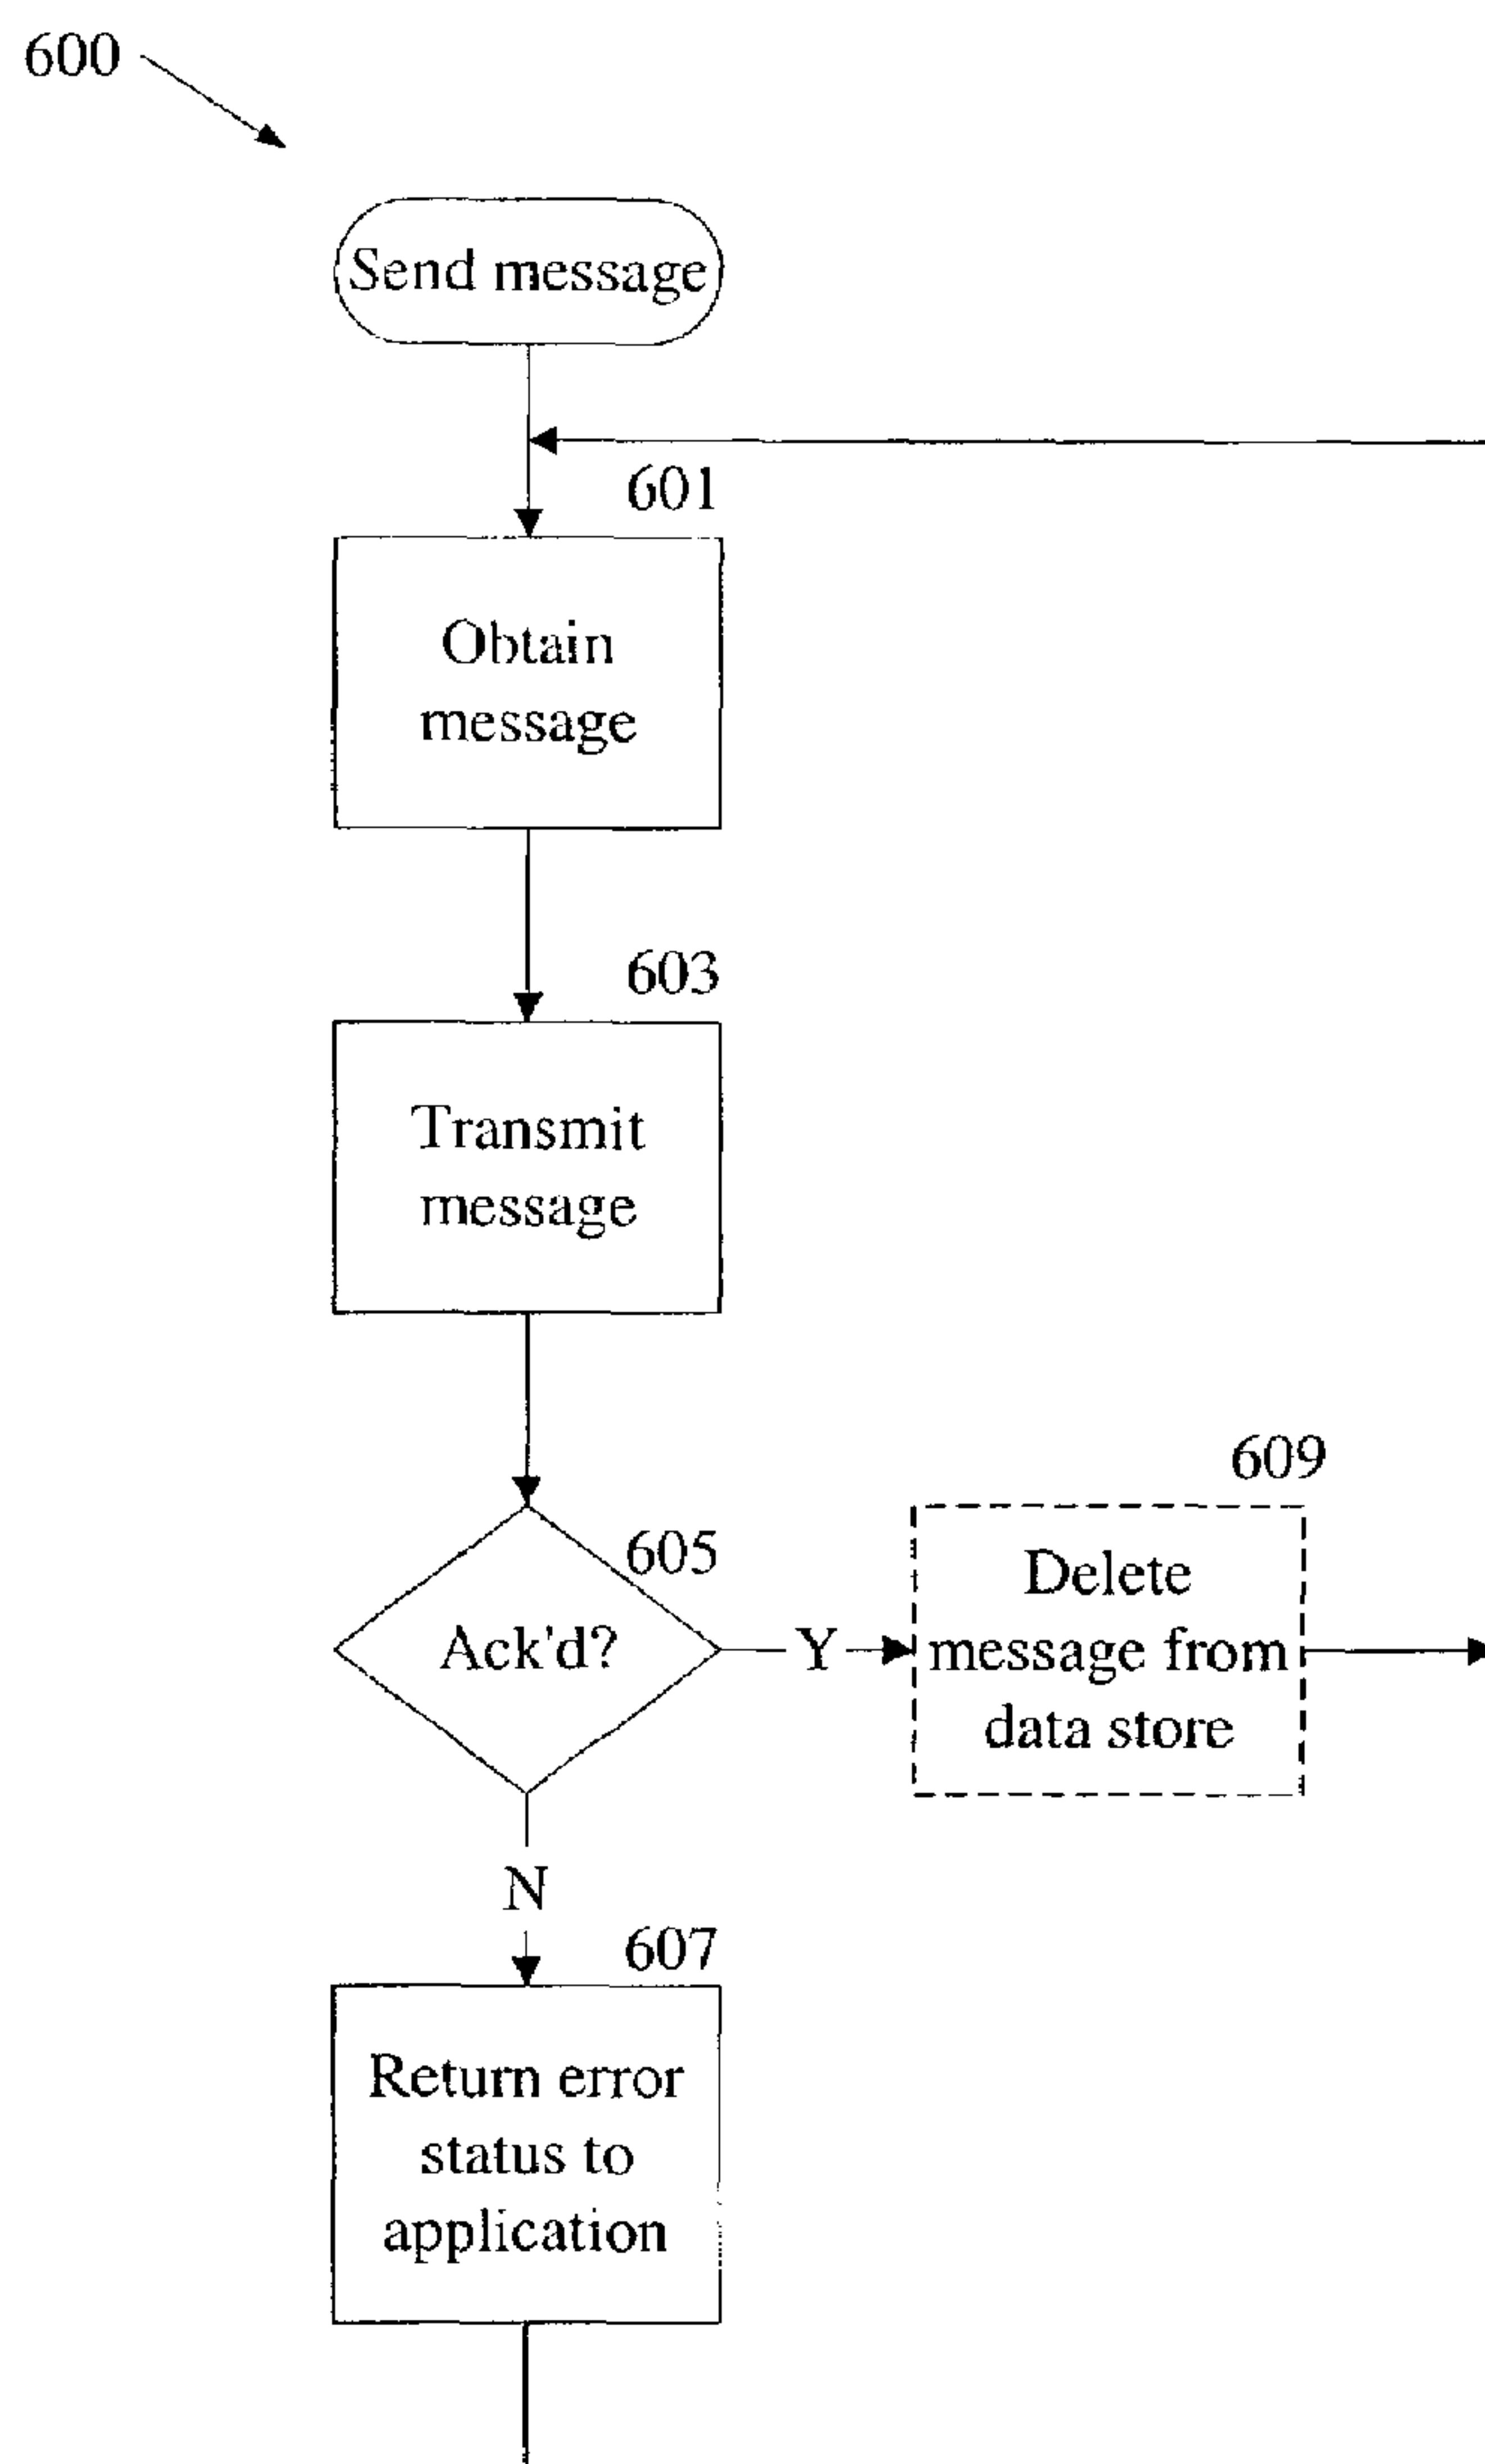 600
Send message
601
Obtain
message
603
Transmit
message
605
Ack'd?
Y
609
Delete
message from
data store
N
607
Return error
status to
application